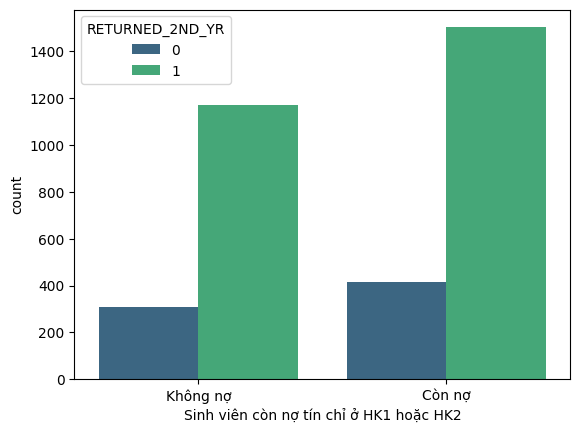 RETURNED_2ND_YR
0
1
1400
1200
1000
800
600
400
200
0
count
Không nợ
Còn nợ
Sinh viên còn nợ tín chỉ ở HK1 hoặc HK2